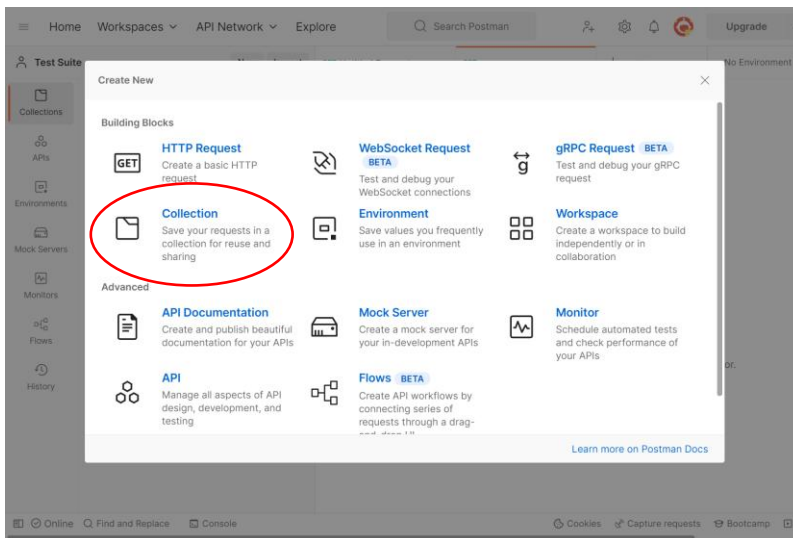 Home Workspaces API Network Explore Search Postman Upgrade
Test Suite No Environment
Create New
Collections
APIs
Environments
Mock Servers
Monitors
Flows
History
Building Blocks
GET
HTTP Request
Create a basic HTTP
request
WebSocket Request
BETA
Test and debug your
WebSocket connections
g
gRPC Request BETA
Test and debug your gRPC
request
Collection
Save your requests in a
collection for reuse and
sharing
Environment
Save values you frequently
use in an environment
Workspace
Create a workspace to build
independently or in
collaboration
Advanced
API Documentation
Create and publish beautiful
documentation for your APIs
Mock Server
Create a mock server for
your in-development APIs
Monitor
Schedule automated tests
and check performance of
your APIs
API
Manage all aspects of API
design, development, and
testing
Flows BETA
Create API workflows by
connecting series of
requests through a drag-
or.
Learn more on Postman Docs
Online Find and Replace Console Cookies Capture requests Bootcamp